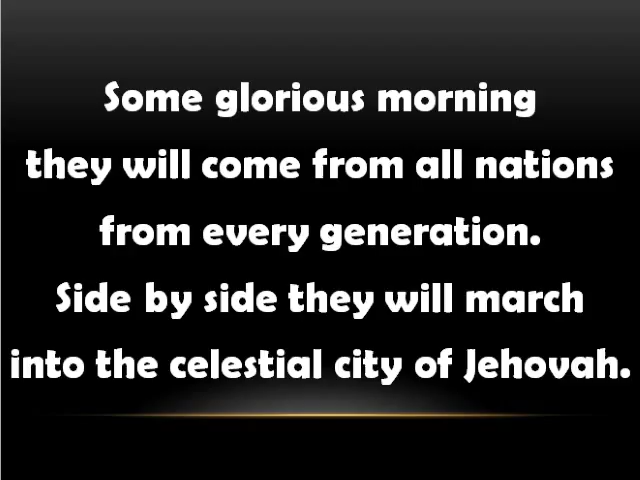 Some glorious morning
they will come from all nations
from every generation.
Side by side they will march
into the celestial city of Jehovah.